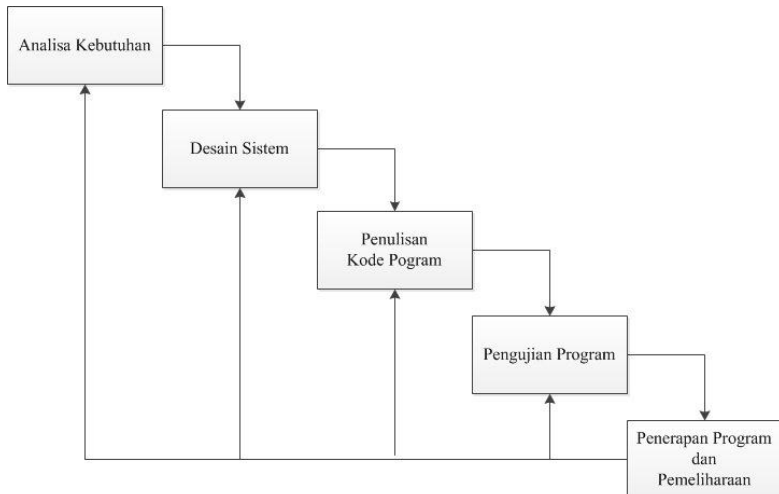 Analisa Kebutuhan
Desain Sistem
Penulisan
Kode Pogram
Pengujian Program
Penerapan Program
dan
Pemeliharaan